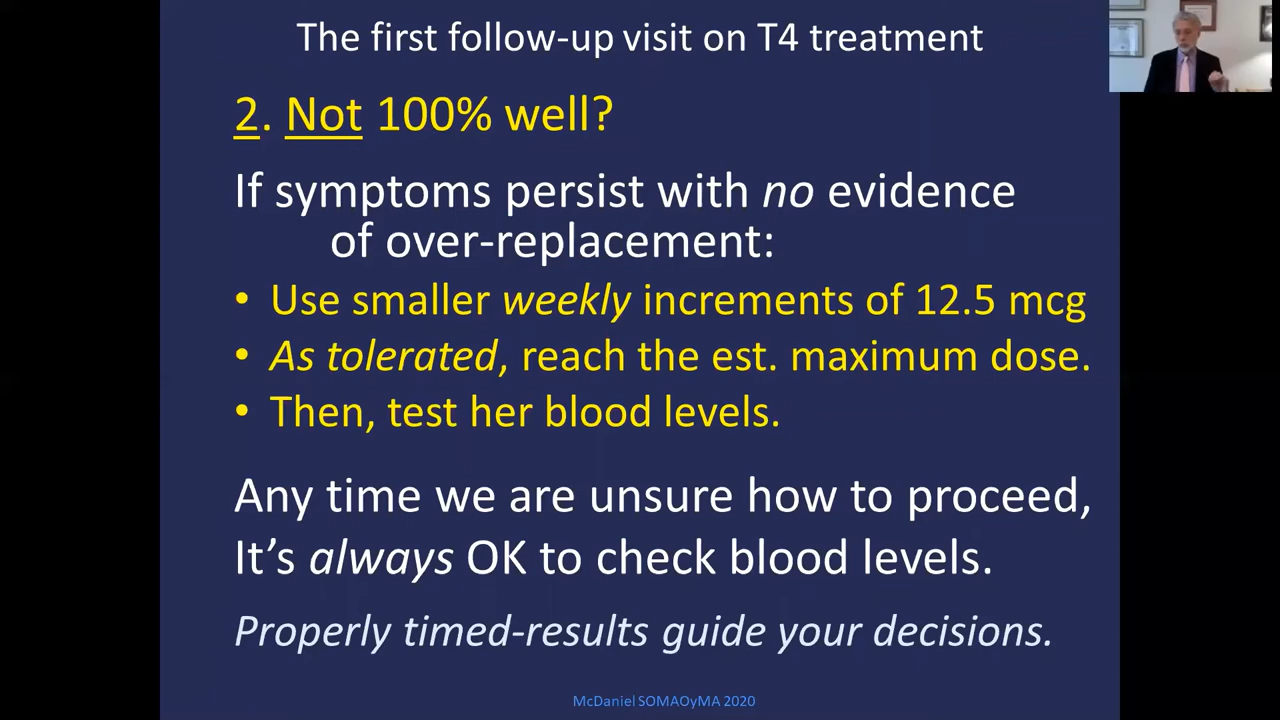 The first follow-up visit on T4 treatment
2. Not 100% well?
If symptoms persist with no evidence
of over-replacement:
• Use smaller weekly increments of 12.5 mcg
• As tolerated, reach the est. maximum dose.
• Then, test her blood levels.
Any time we are unsure how to proceed,
It’s always OK to check blood levels.
Properly timed-results guide your decisions.
McDaniel SOMAOyMA 2020